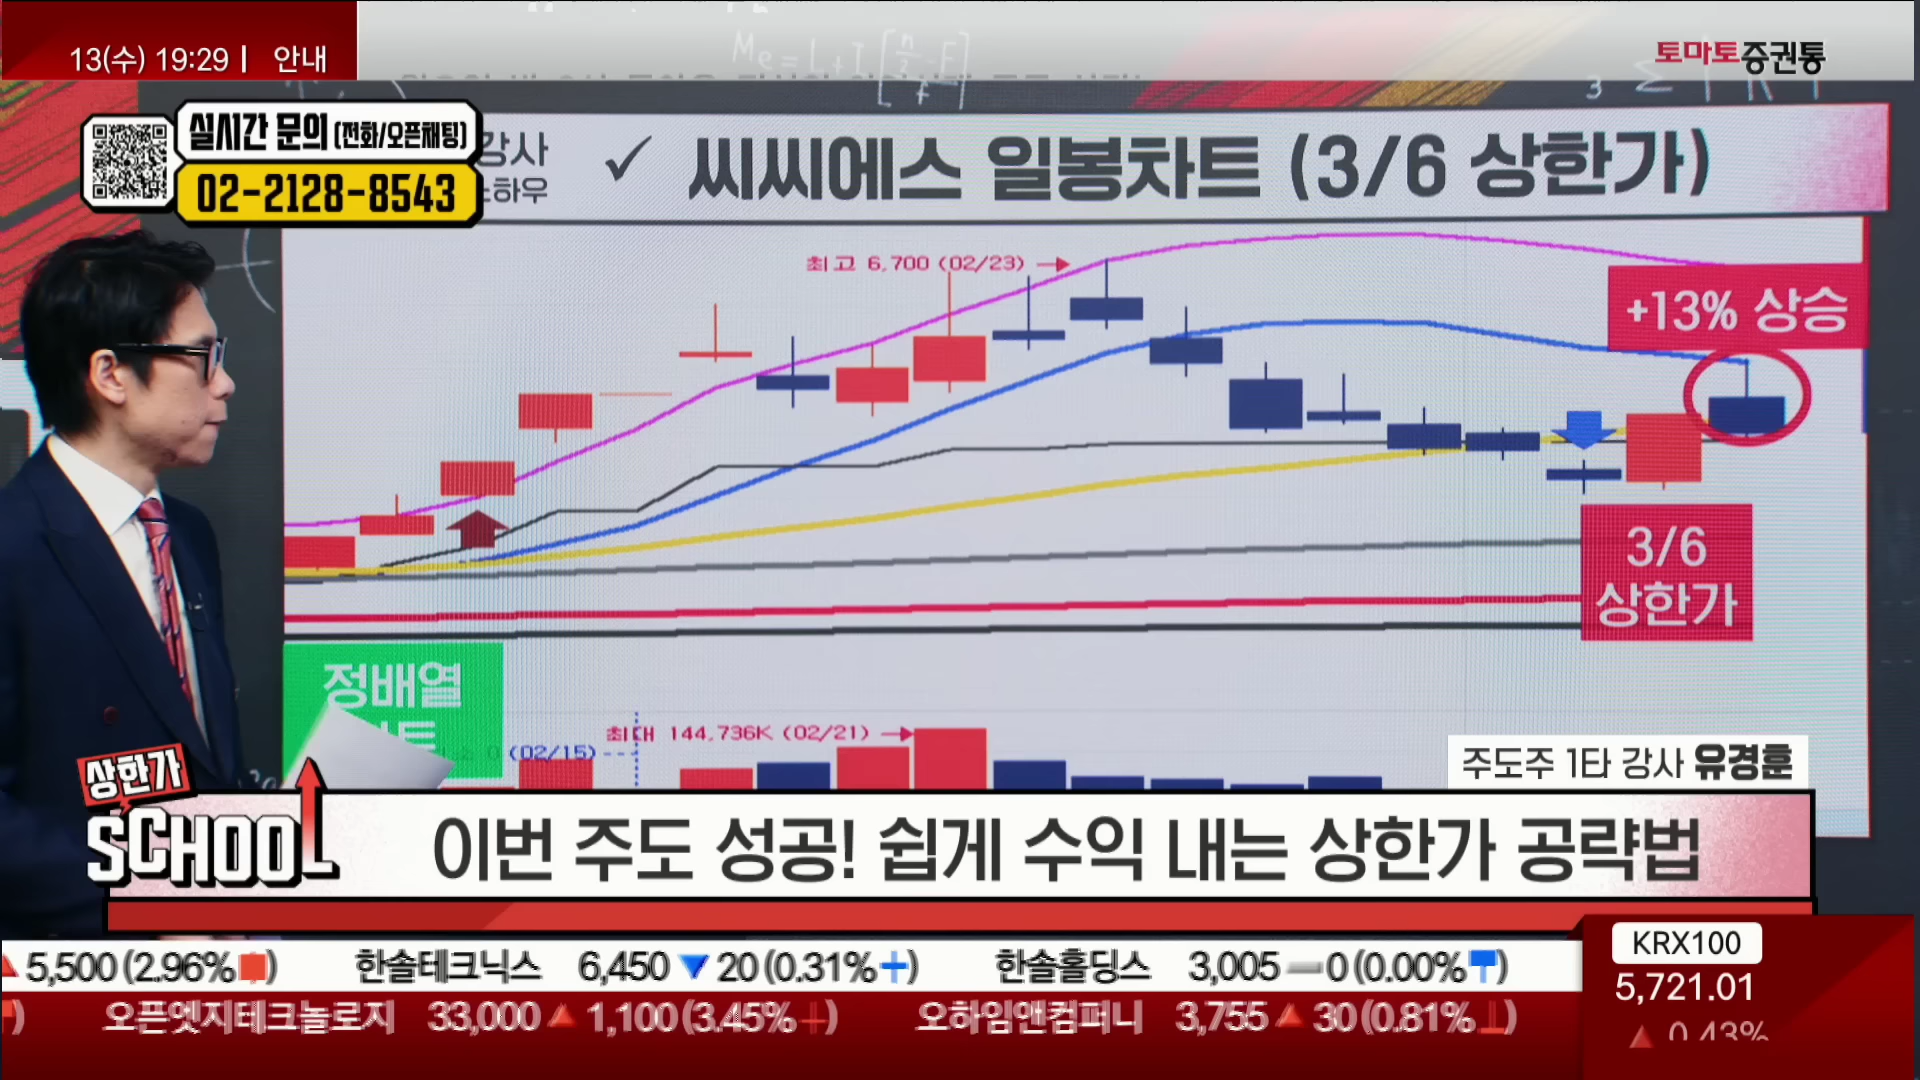 13(수) 19:29 | 안내
토마토증권통
실시간 문의 (전화/오픈채팅)
02-2128-8543
강사
노하우
✓ 씨씨에스 일봉차트 (3/6 상한가)
최고 6,700 (02/23) →
+13% 상승
3/6
상한가
정배열
최대 144,736K (02/21) →
0 (02/15)
주도주 1타 강사 유경훈
상한가
SCHOOL
이번 주도 성공! 쉽게 수익 내는 상한가 공략법
▲ 5,500 (2.96% ) 한솔테크닉스 6,450 ▼ 20 (0.31% ) 한솔홀딩스 3,005 0 (0.00% )
오픈엣지테크놀로지 33,000 ▲ 1,100 (3.45% ) 오하임앤컴퍼니 3,755 ▲ 30 (0.81% )
KRX100
5,721.01
▲ 0.43%